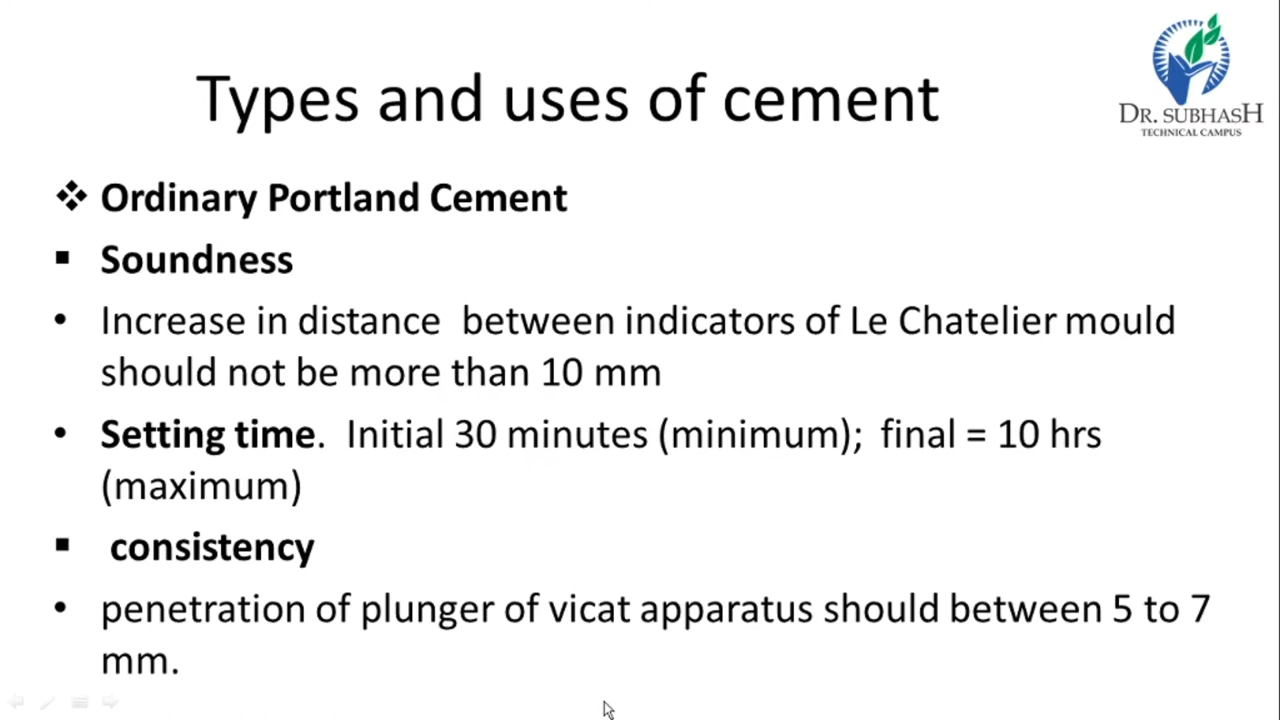 DR. SUBHASH
TECHNICAL CAMPUS
Types and uses of cement
❖ Ordinary Portland Cement
▪ Soundness
• Increase in distance between indicators of Le Chatelier mould
should not be more than 10 mm
• Setting time. Initial 30 minutes (minimum); final = 10 hrs
(maximum)
▪ consistency
• penetration of plunger of vicat apparatus should between 5 to 7
mm.